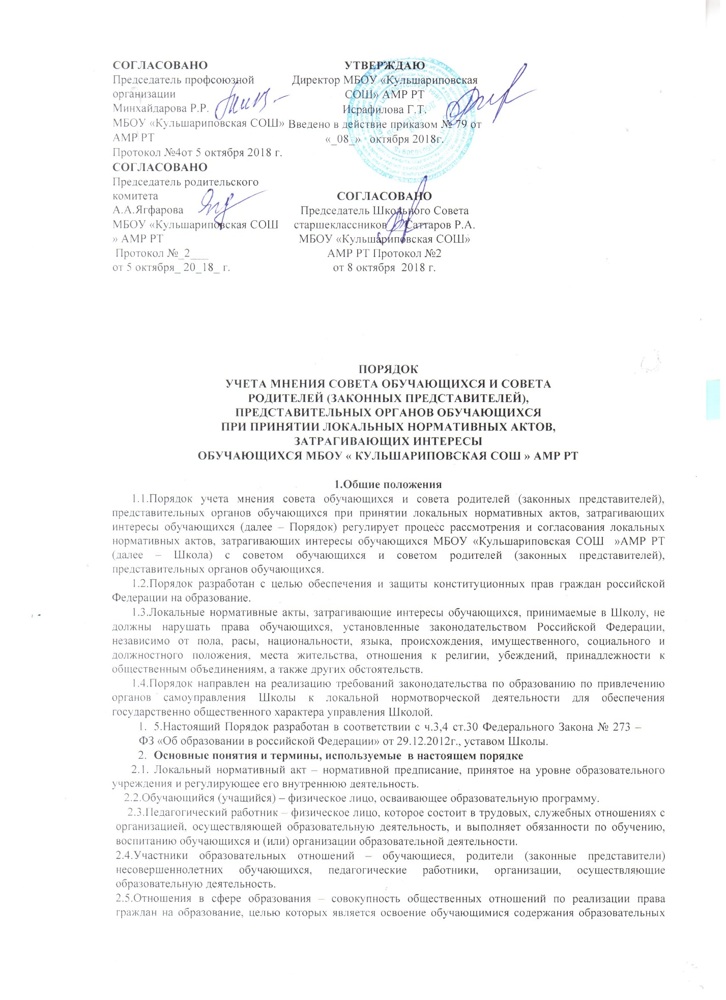 СОГЛАСОВАНО
Председатель профсоюзной
организации
Минхайдарова Р.Р.
МБОУ «Кульшариповская СОШ»
АМР РТ
Протокол №4от 5 октября 2018 г.
УТВЕРЖДАЮ
Директор МБОУ «Кульшариповская
СОШ» АМР РТ
Исрафилова Г.Т.
Введено в действие приказом № 79 от
«_08_»   октября 2018г.
СОГЛАСОВАНО
Председатель родительского
комитета
А.А.Ягфарова
МБОУ «Кульшариповская СОШ
» АМР РТ
Протокол №_2___
от 5 октября_ 20_18_ г.
СОГЛАСОВАНО
Председатель Школьного Совета
старшеклассников Саттаров Р.А.
МБОУ «Кульшариповская СОШ»
АМР РТ Протокол №2
от 8 октября  2018 г.
ПОРЯДОК
УЧЕТА МНЕНИЯ СОВЕТА ОБУЧАЮЩИХСЯ И СОВЕТА
РОДИТЕЛЕЙ (ЗАКОННЫХ ПРЕДСТАВИТЕЛЕЙ),
ПРЕДСТАВИТЕЛЬНЫХ ОРГАНОВ ОБУЧАЮЩИХСЯ
ПРИ ПРИНЯТИИ ЛОКАЛЬНЫХ НОРМАТИВНЫХ АКТОВ,
ЗАТРАГИВАЮЩИХ ИНТЕРЕСЫ
ОБУЧАЮЩИХСЯ МБОУ « КУЛЬШАРИПОВСКАЯ СОШ » АМР РТ
1.Общие положения
1.1.Порядок учета мнения совета обучающихся и совета родителей (законных представителей),
представительных органов обучающихся при принятии локальных нормативных актов, затрагивающих
интересы обучающихся (далее – Порядок) регулирует процесс рассмотрения и согласования локальных
нормативных актов, затрагивающих интересы обучающихся МБОУ «Кульшариповская СОШ  »АМР РТ
(далее – Школа) с советом обучающихся и советом родителей (законных представителей),
представительных органов обучающихся.
1.2.Порядок разработан с целью обеспечения и защиты конституционных прав граждан российской
Федерации на образование.
1.3.Локальные нормативные акты, затрагивающие интересы обучающихся, принимаемые в Школу, не
должны нарушать права обучающихся, установленные законодательством Российской Федерации,
независимо от пола, расы, национальности, языка, происхождения, имущественного, социального и
должностного положения, места жительства, отношения к религии, убеждений, принадлежности к
общественным объединениям, а также других обстоятельств.
1.4.Порядок направлен на реализацию требований законодательства по образованию по привлечению
органов самоуправления Школы к локальной нормотворческой деятельности для обеспечения
государственно общественного характера управления Школой.
1.  5.Настоящий Порядок разработан в соответствии с ч.3,4 ст.30 Федерального Закона № 273 –
ФЗ «Об образовании в российской Федерации» от 29.12.2012г., уставом Школы.
2.  Основные понятия и термины, используемые  в настоящем порядке
2.1. Локальный нормативный акт – нормативной предписание, принятое на уровне образовательного
учреждения и регулирующее его внутреннюю деятельность.
2.2.Обучающийся (учащийся) – физическое лицо, осваивающее образовательную программу.
2.3.Педагогический работник – физическое лицо, которое состоит в трудовых, служебных отношениях с
организацией, осуществляющей образовательную деятельность, и выполняет обязанности по обучению,
воспитанию обучающихся и (или) организации образовательной деятельности.
2.4.Участники образовательных отношений – обучающиеся, родители (законные представители)
несовершеннолетних обучающихся, педагогические работники, организации, осуществляющие
образовательную деятельность.
2.5.Отношения в сфере образования – совокупность общественных отношений по реализации права
граждан на образование, целью которых является освоение обучающимися содержания образовательных